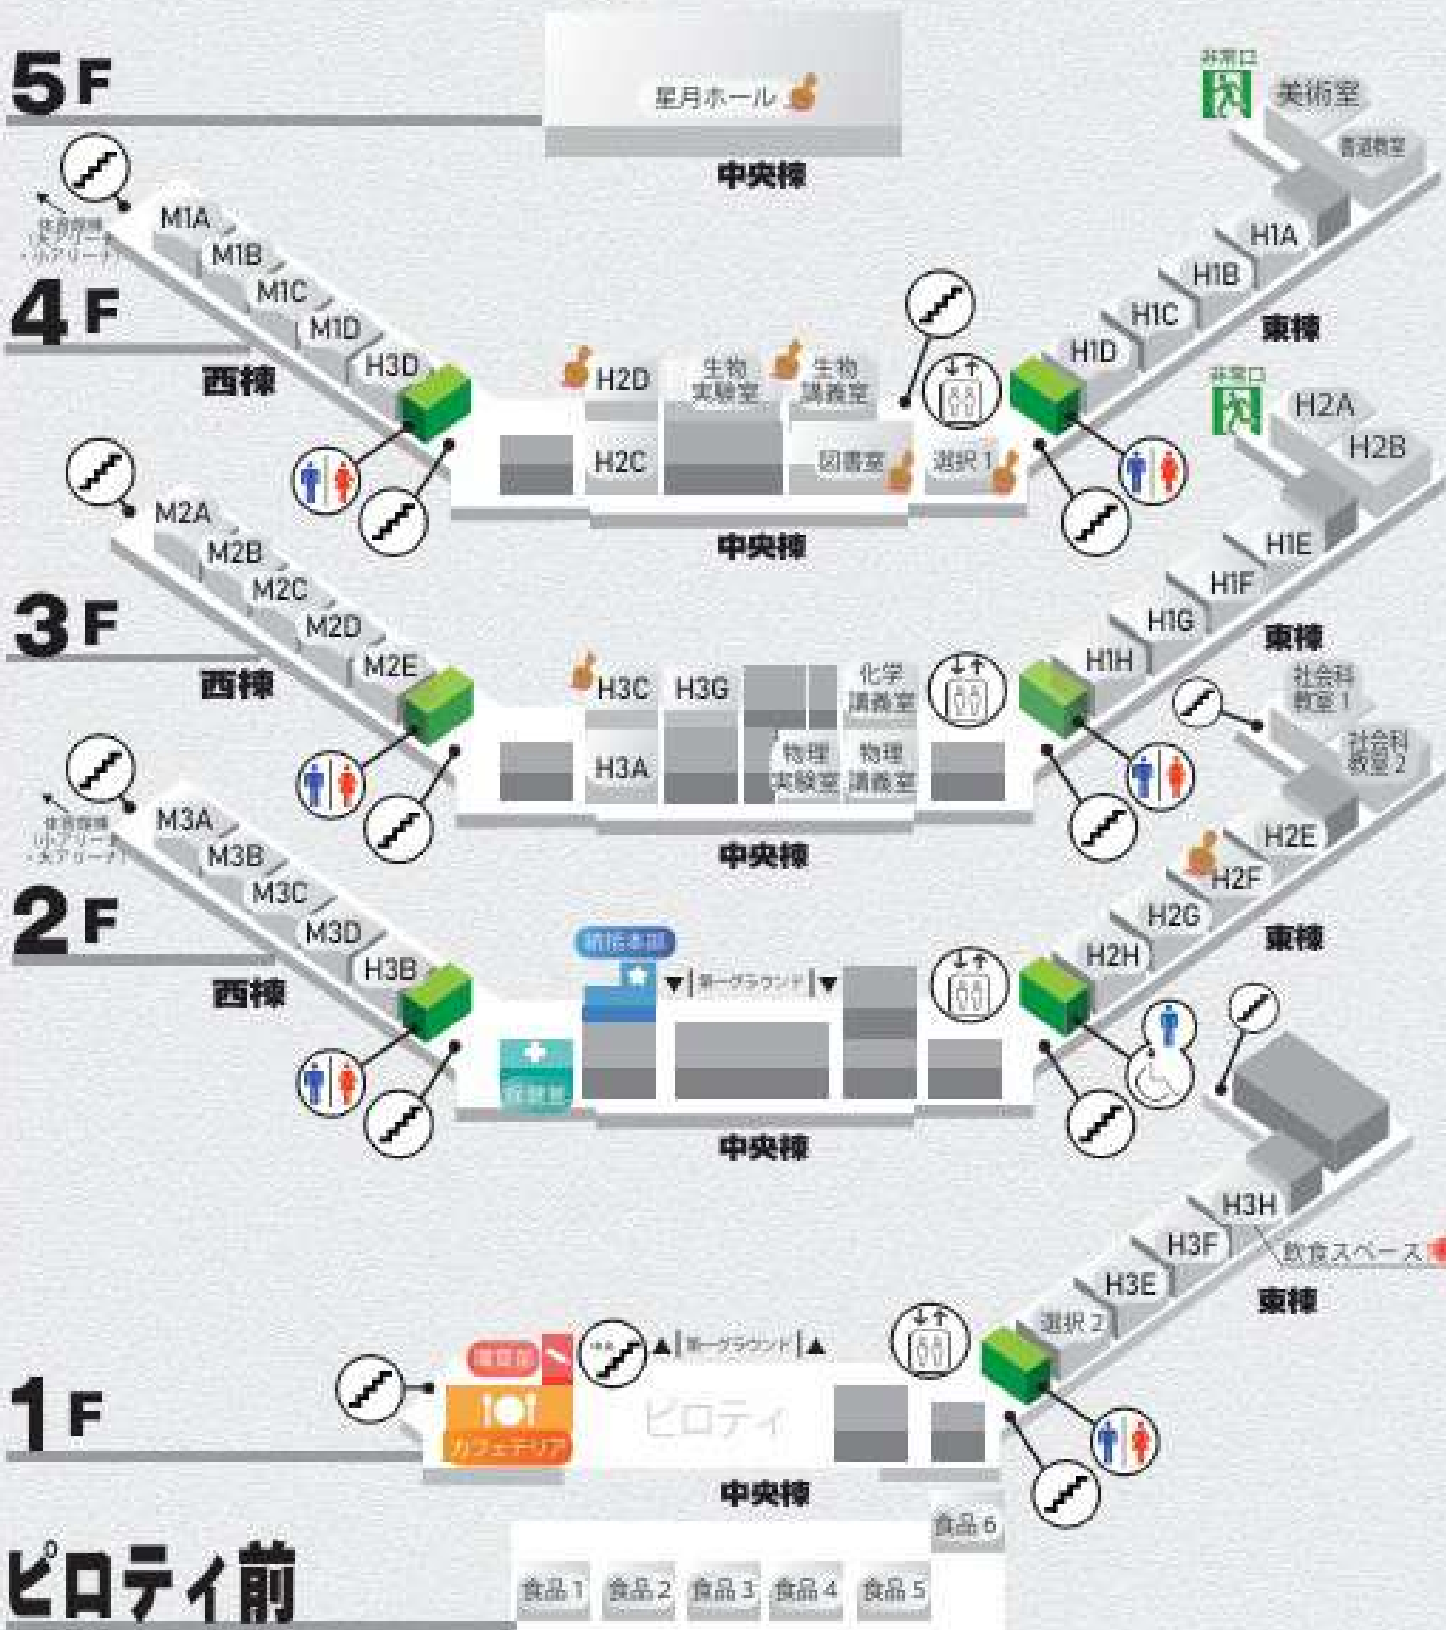 5F
星月ホール
中央棟
非常口
美術室
書道教室
M1A
M1B
M1C
M1D
H3D
H1A
H1B
H1C
H1D
東棟
4F
西棟
H2D
生物
実験室
生物
講義室
H2C
図書室
選択1
中央棟
非常口
H2A
H2B
M2A
M2B
M2C
M2D
M2E
H1E
H1F
H1G
H1H
東棟
3F
西棟
H3C
H3G
化学
講義室
H3A
物理
実験室
物理
講義室
中央棟
社会科
教室1
社会科
教室2
M3A
M3B
M3C
M3D
H3B
H2E
H2F
H2G
H2H
東棟
2F
西棟
第一グラウンド
中央棟
H3H
H3F
H3E
選択2
飲食スペース
東棟
1F
第一グラウンド
カフェテリア
ピロティ
中央棟
ピロティ前
食品1
食品2
食品3
食品4
食品5
食品6